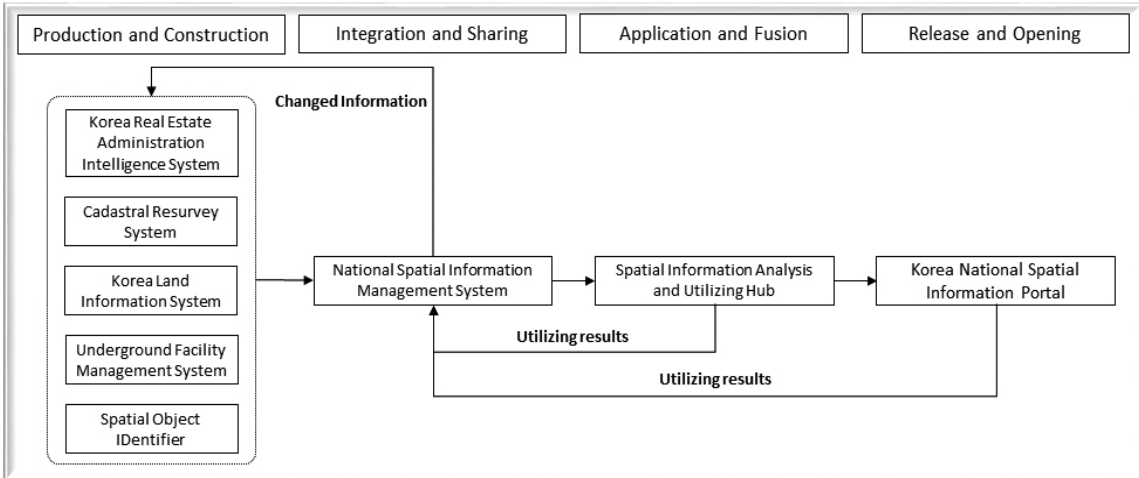 Production and Construction
Integration and Sharing
Application and Fusion
Release and Opening
Changed Information
Korea Real Estate
Administration
Intelligence System
Cadastral Resurvey
System
Korea Land
Information System
Underground Facility
Management System
Spatial Object
IDentifier
National Spatial Information
Management System
Spatial Information Analysis
and Utilizing Hub
Korea National Spatial
Information Portal
Utilizing results
Utilizing results